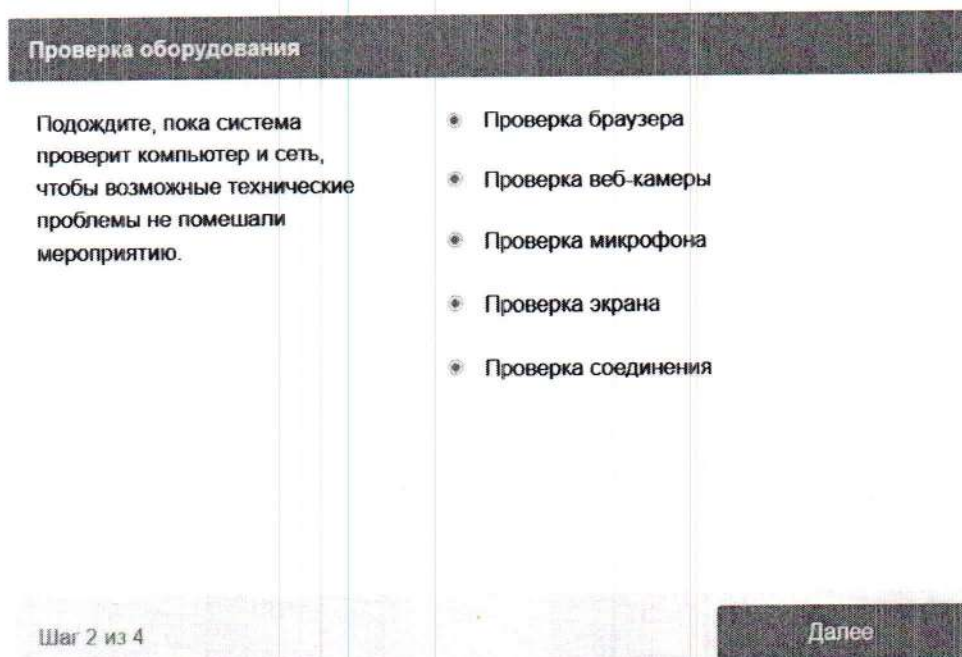 Проверка оборудования
Подождите, пока система
проверит компьютер и сеть,
чтобы возможные технические
проблемы не помешали
мероприятию.
Проверка браузера
Проверка веб-камеры
Проверка микрофона
Проверка экрана
Проверка соединения
Шаг 2 из 4
Далее